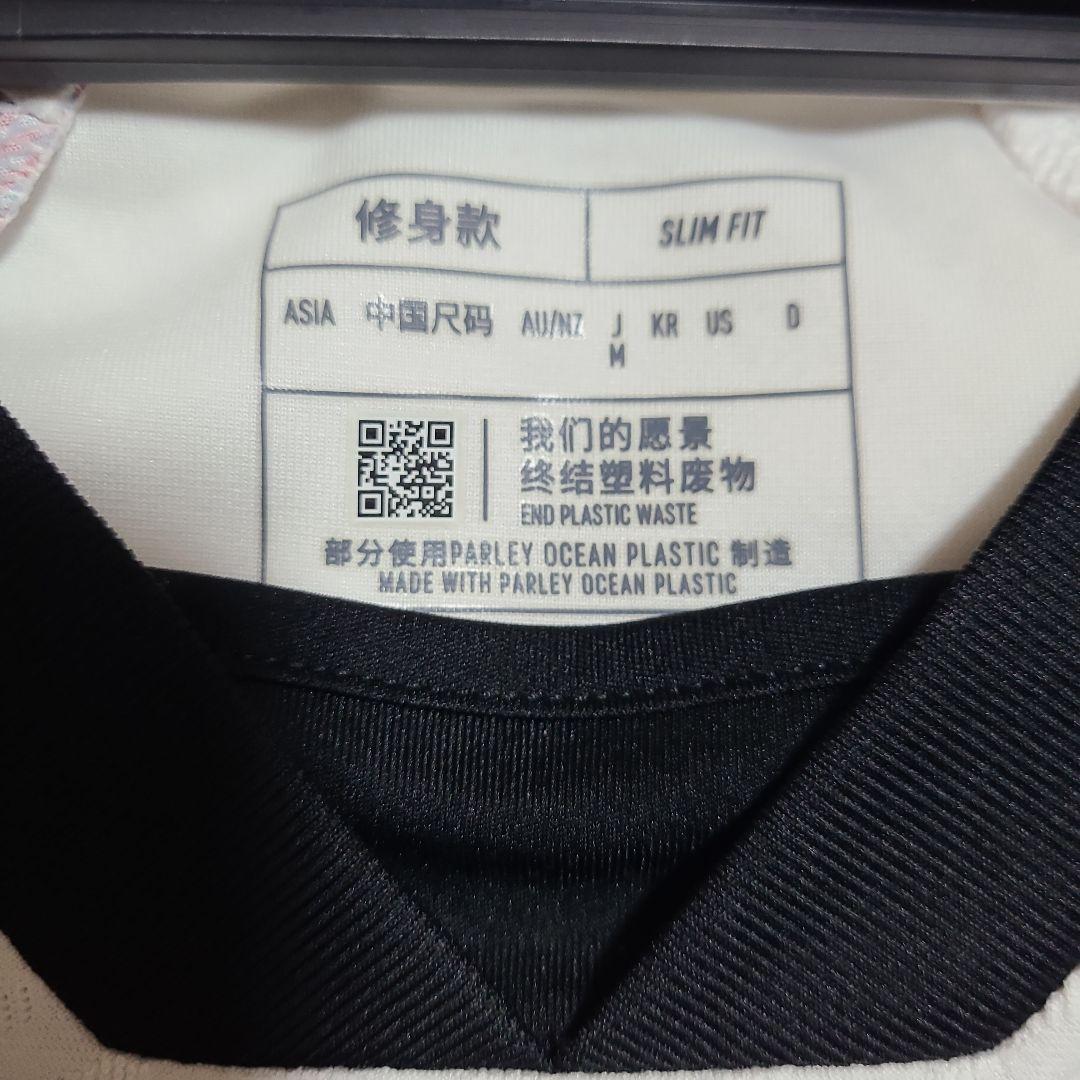 修身款 SLIM FIT
ASIA 中国尺码 AU/NZ J KR US D
M
我们的愿景
终结塑料废物
END PLASTIC WASTE
部分使用PARLEY OCEAN PLASTIC 制造
MADE WITH PARLEY OCEAN PLASTIC